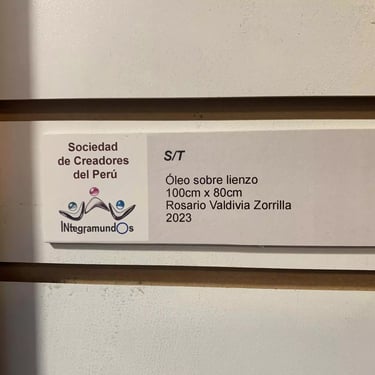 Sociedad
de Creadores
del Perú
INtegramundOs
S/T
Óleo sobre lienzo
100cm x 80cm
Rosario Valdivia Zorrilla
2023